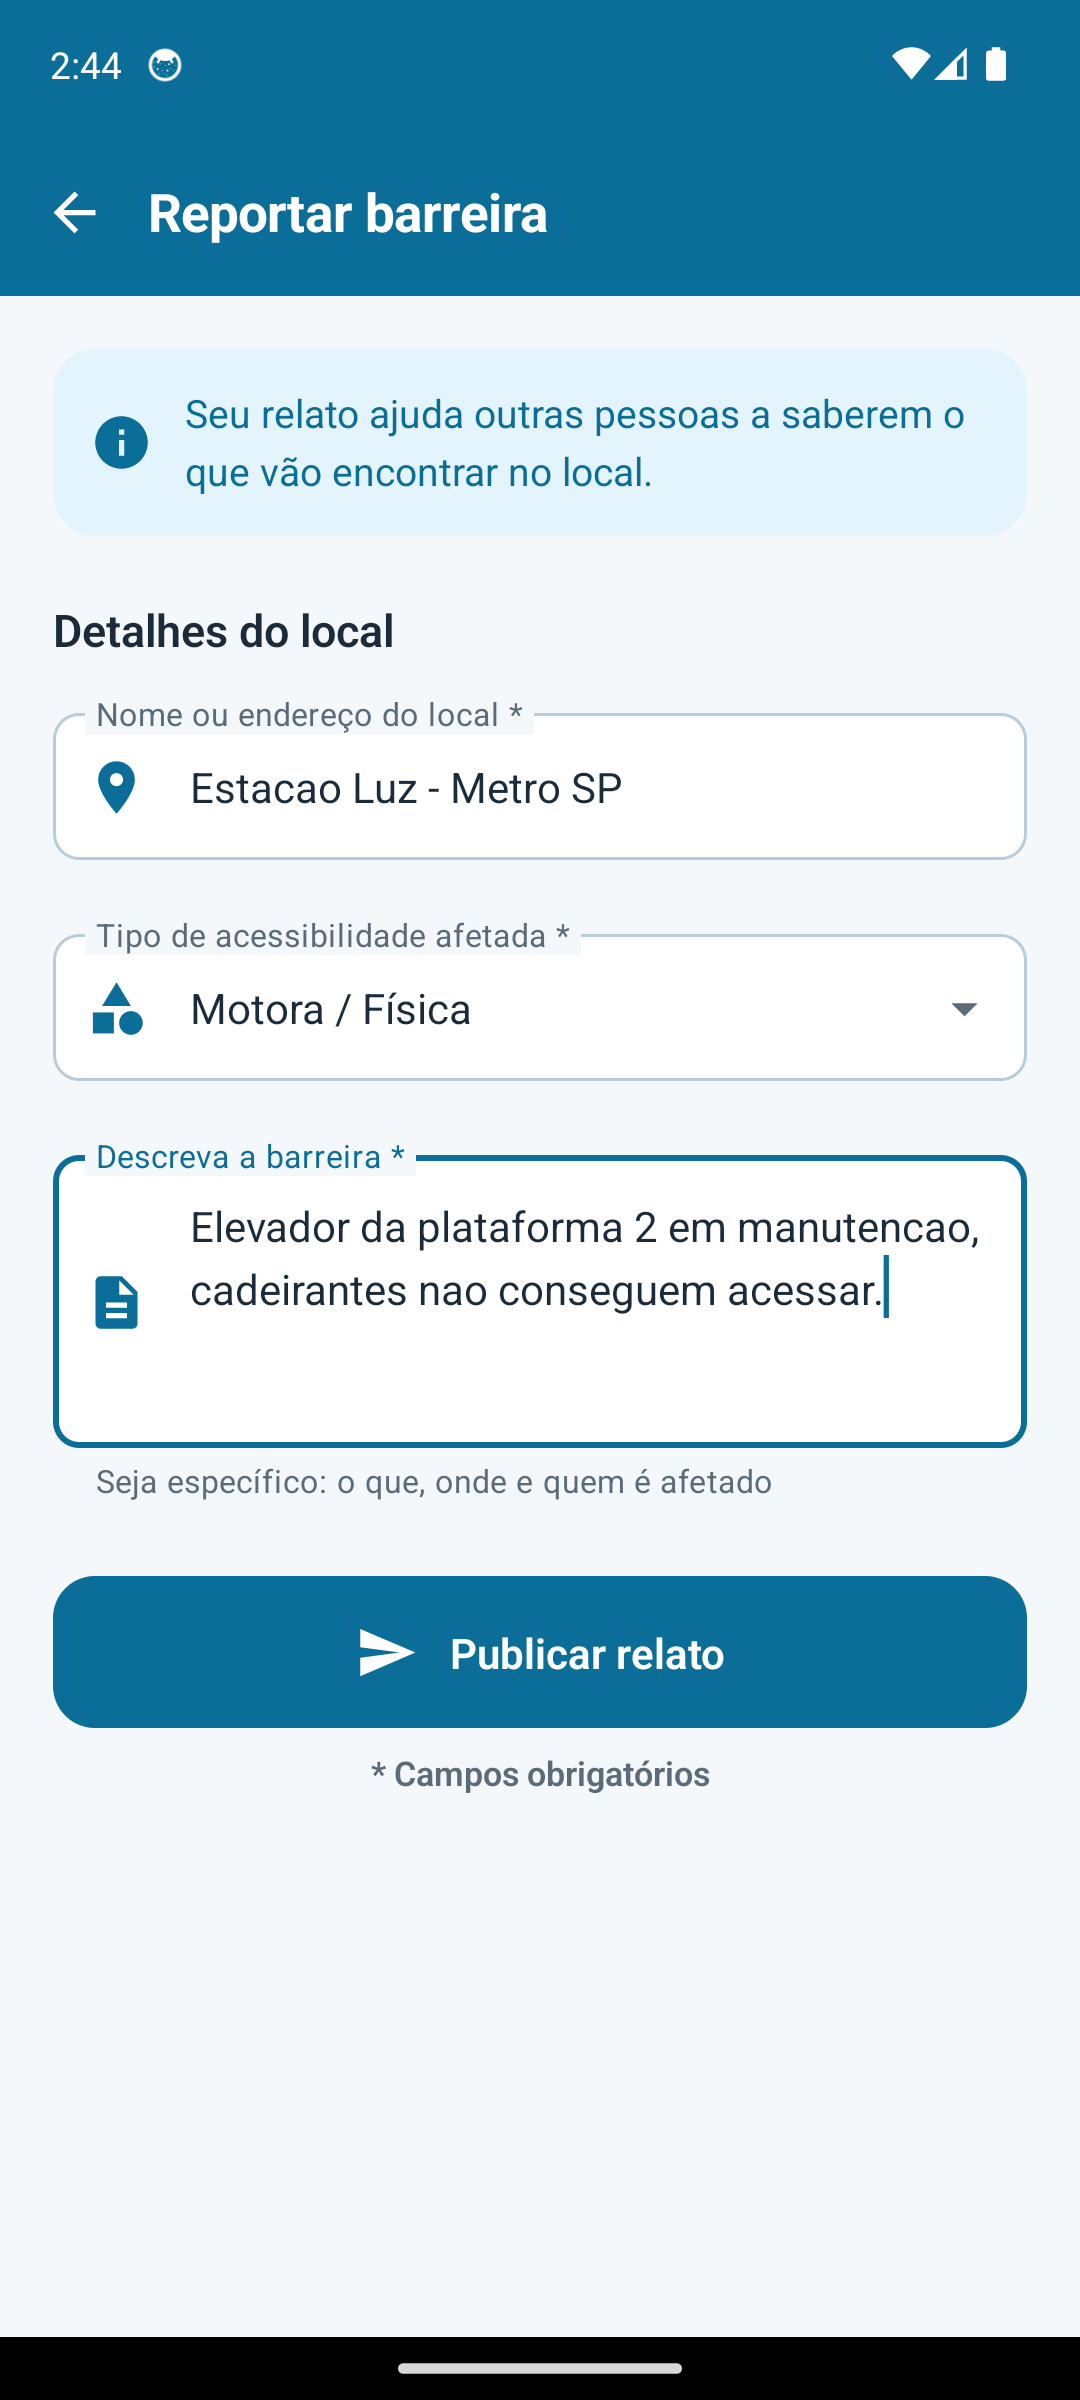 2:44
Reportar barreira
Seu relato ajuda outras pessoas a saberem o
que vão encontrar no local.
Detalhes do local
Nome ou endereço do local *
Estacao Luz - Metro SP
Tipo de acessibilidade afetada *
Motora / Física
Descreva a barreira *
Elevador da plataforma 2 em manutencao,
cadeirantes nao conseguem acessar.
Seja específico: o que, onde e quem é afetado
Publicar relato
* Campos obrigatórios